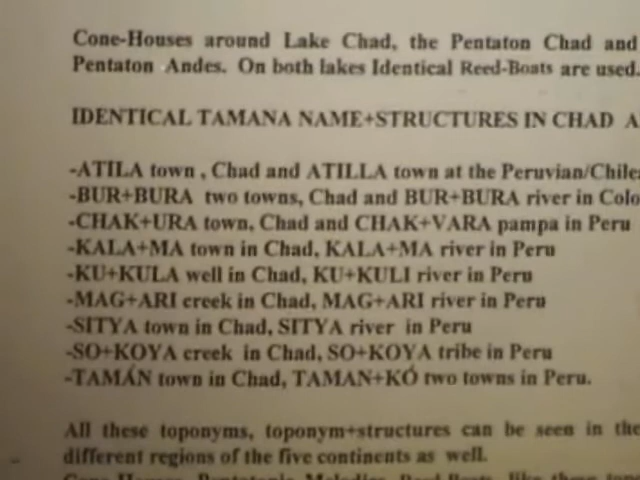 Cone-Houses around Lake Chad, the Pentaton Chad and
Pentaton Andes. On both lakes Identical Reed-Boats are used.
IDENTICAL TAMANA NAME+STRUCTURES IN CHAD A
-ATILA town , Chad and ATILLA town at the Peruvian/Chile
-BUR+BURA two towns, Chad and BUR+BURA river in Colo
-CHAK+URA town, Chad and CHAK+VARA pampa in Peru
-KALA+MA town in Chad, KALA+MA river in Peru
-KU+KULA well in Chad, KU+KULI river in Peru
-MAG+ARI creek in Chad, MAG+ARI river in Peru
-SITYA town in Chad, SITYA river in Peru
-SO+KOYA creek in Chad, SO+KOYA tribe in Peru
-TAMÁN town in Chad, TAMAN+KÓ two towns in Peru.
All these toponyms, toponym+structures can be seen in the
different regions of the five continents as well.